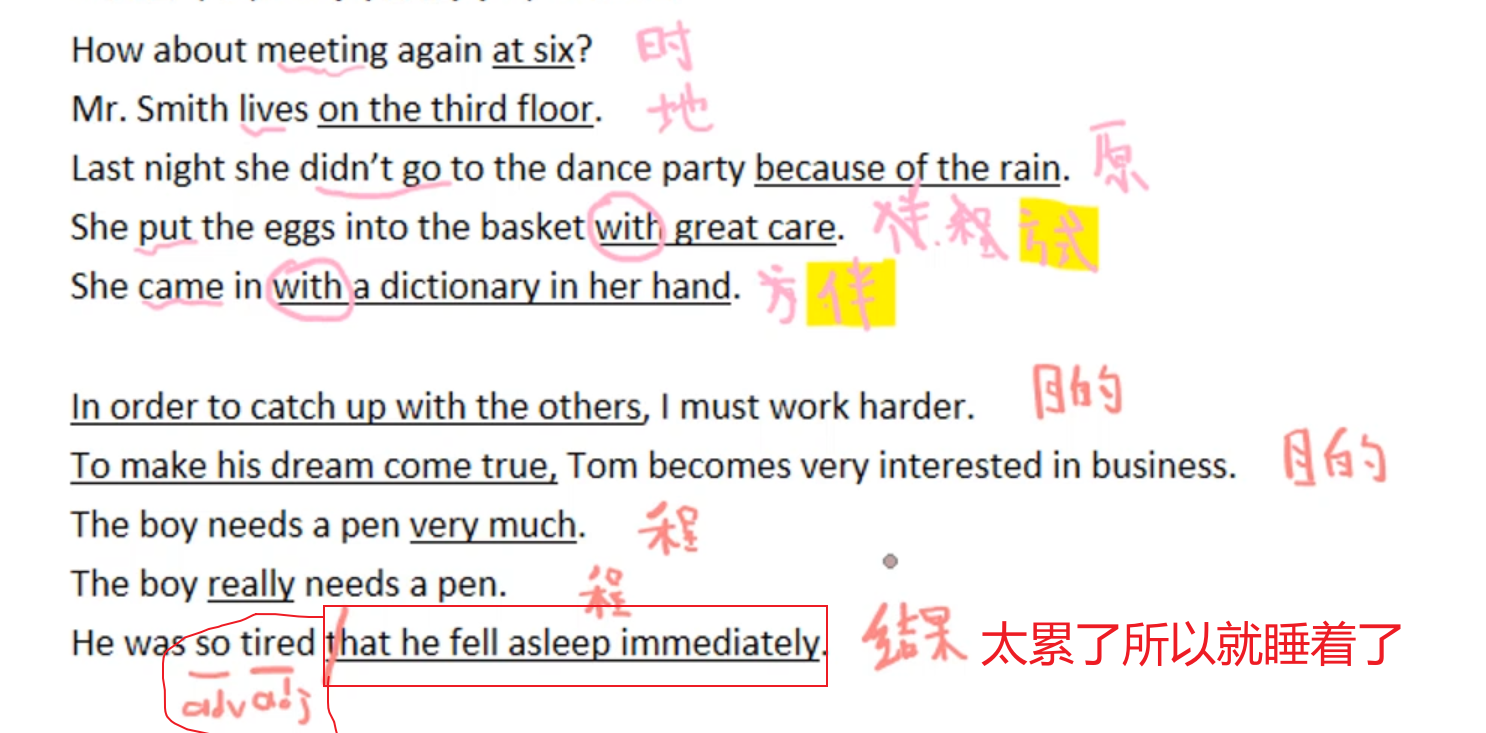 How about meeting again at six? 时
Mr. Smith lives on the third floor. 地
Last night she didn't go to the dance party because of the rain. 原
She put the eggs into the basket with great care. 伴.程 方式
She came in with a dictionary in her hand. 方 伴
In order to catch up with the others, I must work harder. 目的
To make his dream come true, Tom becomes very interested in business. 目的
The boy needs a pen very much. 程
The boy really needs a pen. 程
He was so tired that he fell asleep immediately. 结果 太累了所以就睡着了
adv adj